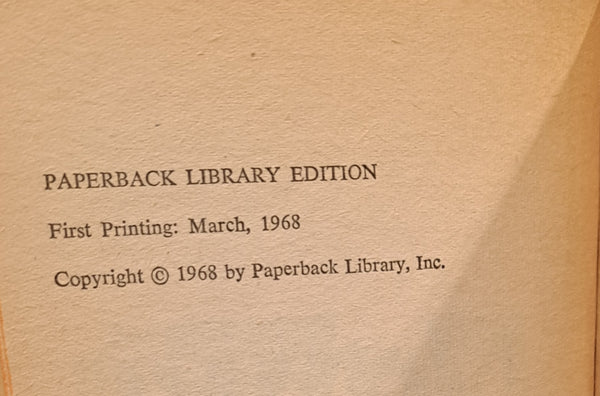 PAPERBACK LIBRARY EDITION
First Printing: March, 1968
Copyright © 1968 by Paperback Library, Inc.